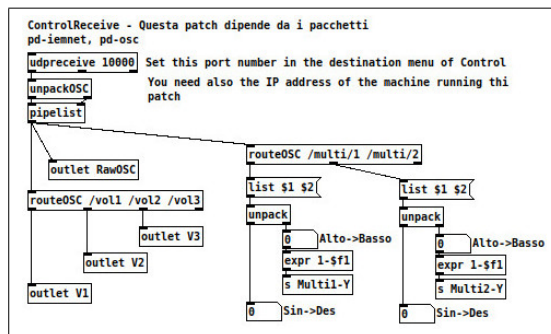 ControlReceive - Questa patch dipende da i pacchetti
pd-iemnet, pd-osc
udpreceive 10000
Set this port number in the destination menu of Control
You need also the IP address of the machine running thi
patch
unpackOSC
pipelist
outlet RawOSC
routeOSC /multi/1 /multi/2
list $1 $2
list $1 $2
routeOSC /vol1 /vol2 /vol3
unpack
unpack
outlet V3
0
Alto->Basso
0
Alto->Basso
outlet V2
expr 1-$f1
expr 1-$f1
s Multi1-Y
s Multi2-Y
outlet V1
0
Sin->Des
0
Sin->Des